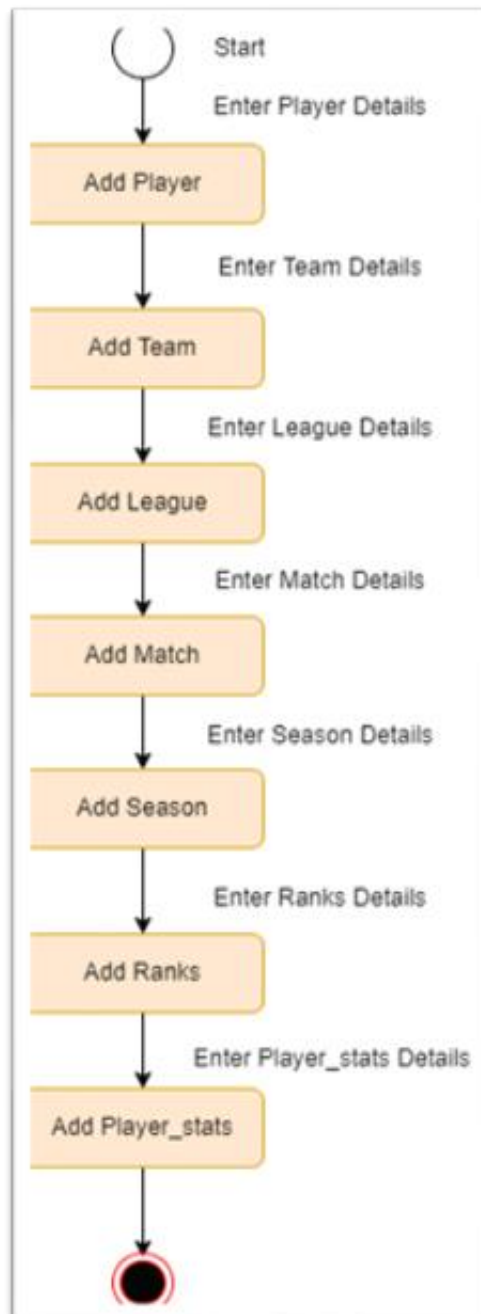 Start
Enter Player Details
Add Player
Enter Team Details
Add Team
Enter League Details
Add League
Enter Match Details
Add Match
Enter Season Details
Add Season
Enter Ranks Details
Add Ranks
Enter Player_stats Details
Add Player_stats